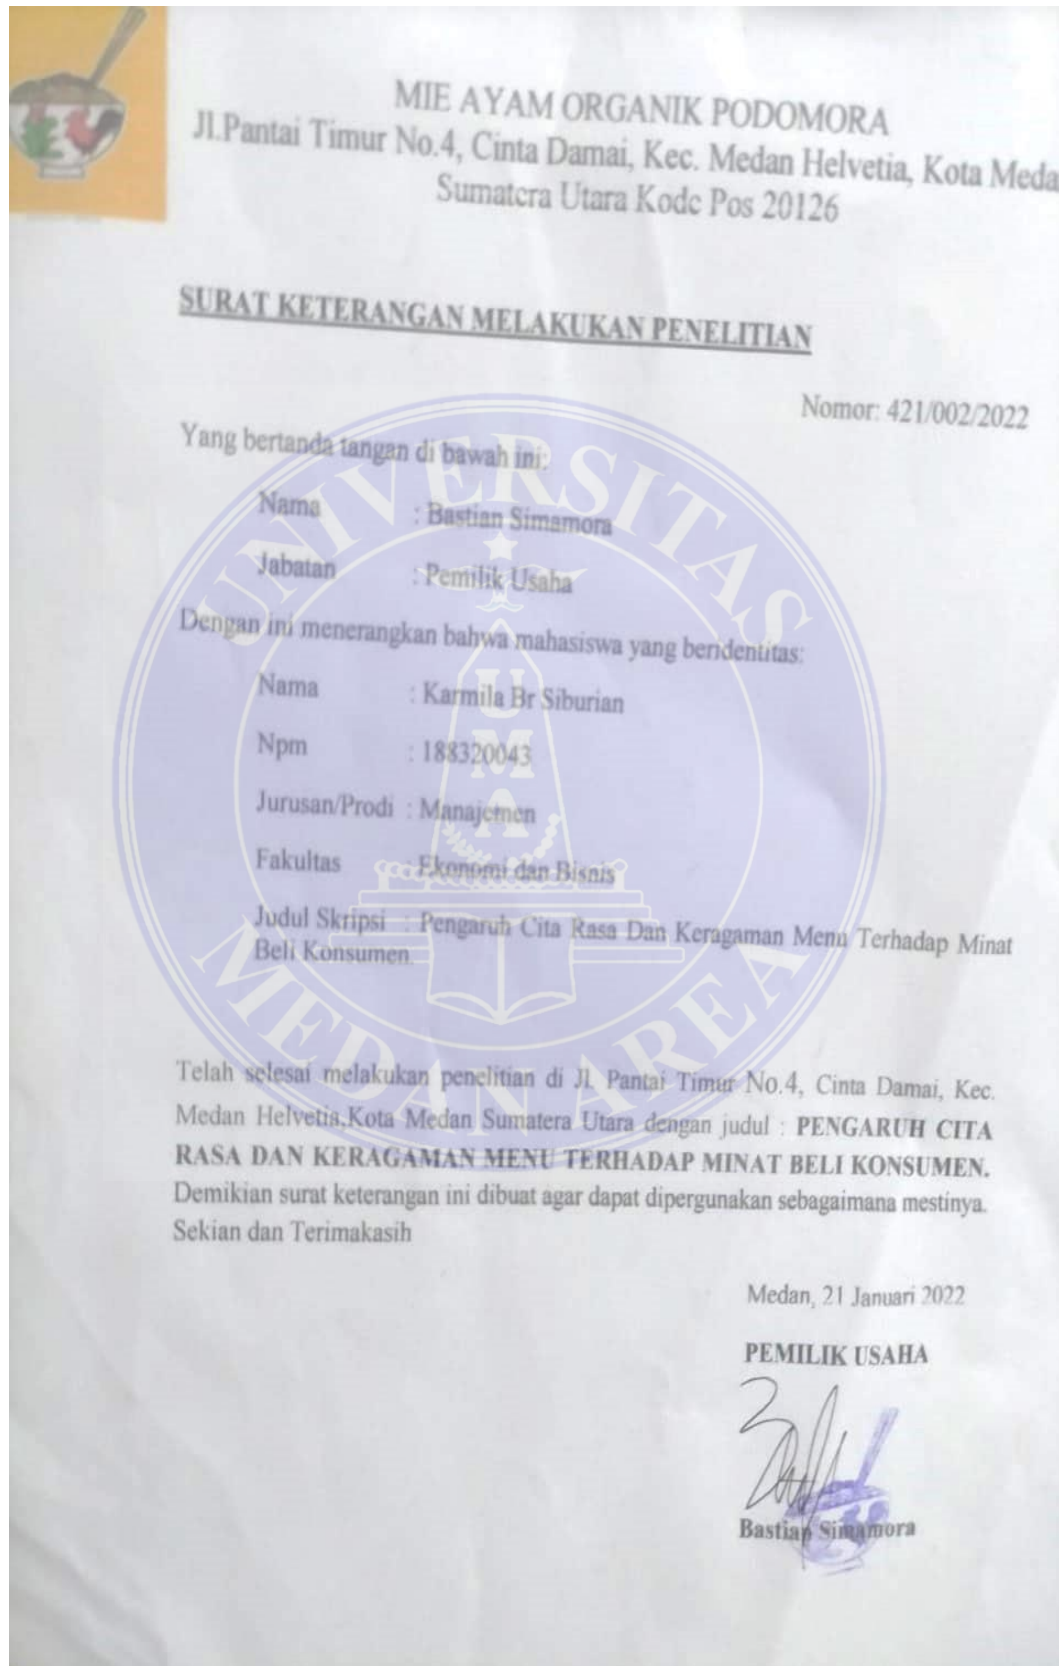 MIE AYAM ORGANIK PODOMORA
Jl.Pantai Timur No.4, Cinta Damai, Kec. Medan Helvetia, Kota Meda
Sumatera Utara Kode Pos 20126
SURAT KETERANGAN MELAKUKAN PENELITIAN
Nomor: 421/002/2022
Yang bertanda tangan di bawah ini:
Nama : Bastian Simamora
Jabatan : Pemilik Usaha
Dengan ini menerangkan bahwa mahasiswa yang beridentitas:
Nama : Karmila Br Siburian
Npm : 188320043
Jurusan/Prodi : Manajemen
Fakultas : Ekonomi dan Bisnis
Judul Skripsi : Pengaruh Cita Rasa Dan Keragaman Menu Terhadap Minat
Beli Konsumen.
Telah selesai melakukan penelitian di Jl. Pantai Timur No.4, Cinta Damai, Kec.
Medan Helvetia,Kota Medan Sumatera Utara dengan judul : PENGARUH CITA
RASA DAN KERAGAMAN MENU TERHADAP MINAT BELI KONSUMEN.
Demikian surat keterangan ini dibuat agar dapat dipergunakan sebagaimana mestinya.
Sekian dan Terimakasih
Medan, 21 Januari 2022
PEMILIK USAHA
Bastian Simamora
UNIVERSITAS
MEDAN AREA
UMA